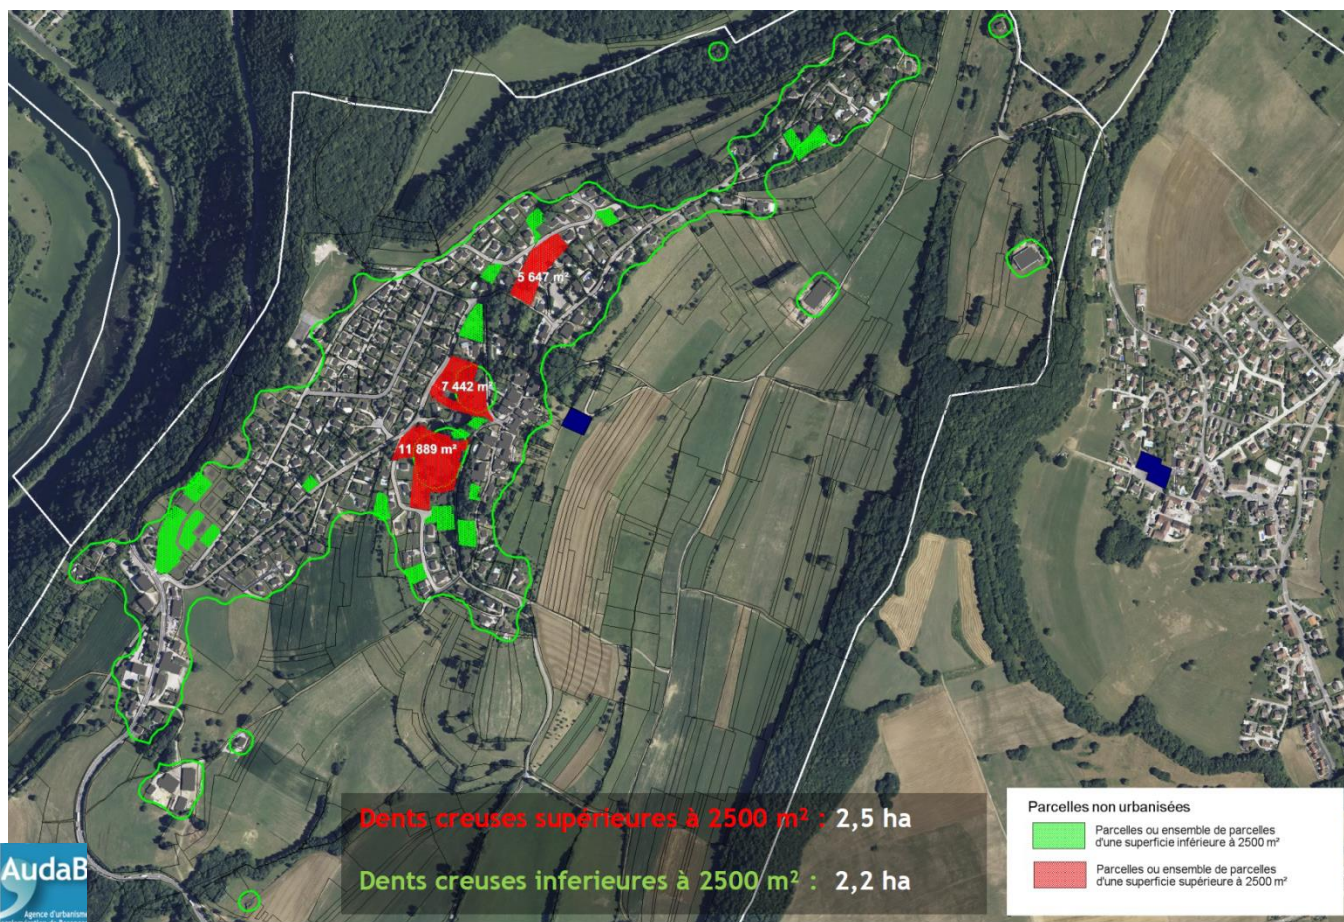 5 647 m²
7 442 m²
11 889 m²
Dents creuses supérieures à 2500 m² : 2,5 ha
Dents creuses inferieures à 2500 m² : 2,2 ha
Parcelles non urbanisées
Parcelles ou ensemble de parcelles
d'une superficie inférieure à 2500 m²
Parcelles ou ensemble de parcelles
d'une superficie supérieure à 2500 m²
AudaB
Agence d'urbanisme